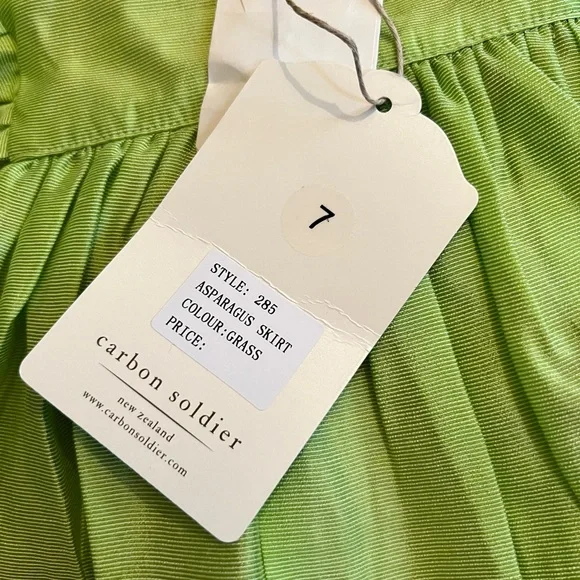 7
STYLE: 285
ASPARAGUS SKIRT
COLOUR:GRASS
PRICE:
carbon soldier
new zealand
www.carbonsoldier.com